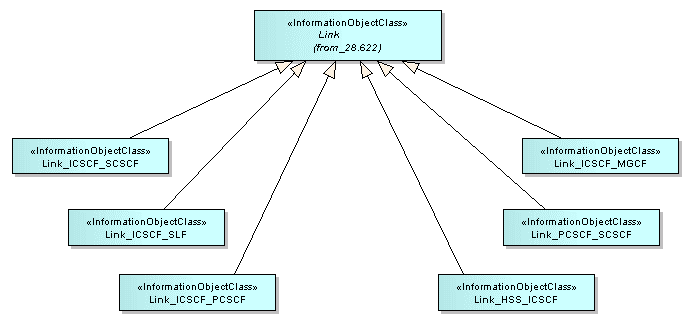 «InformationObjectClass»
Link
(from_28.622)
«InformationObjectClass»
Link_ICSCF_SCSCF
«InformationObjectClass»
Link_ICSCF_MGCF
«InformationObjectClass»
Link_ICSCF_SLF
«InformationObjectClass»
Link_PCSCF_SCSCF
«InformationObjectClass»
Link_ICSCF_PCSCF
«InformationObjectClass»
Link_HSS_ICSCF